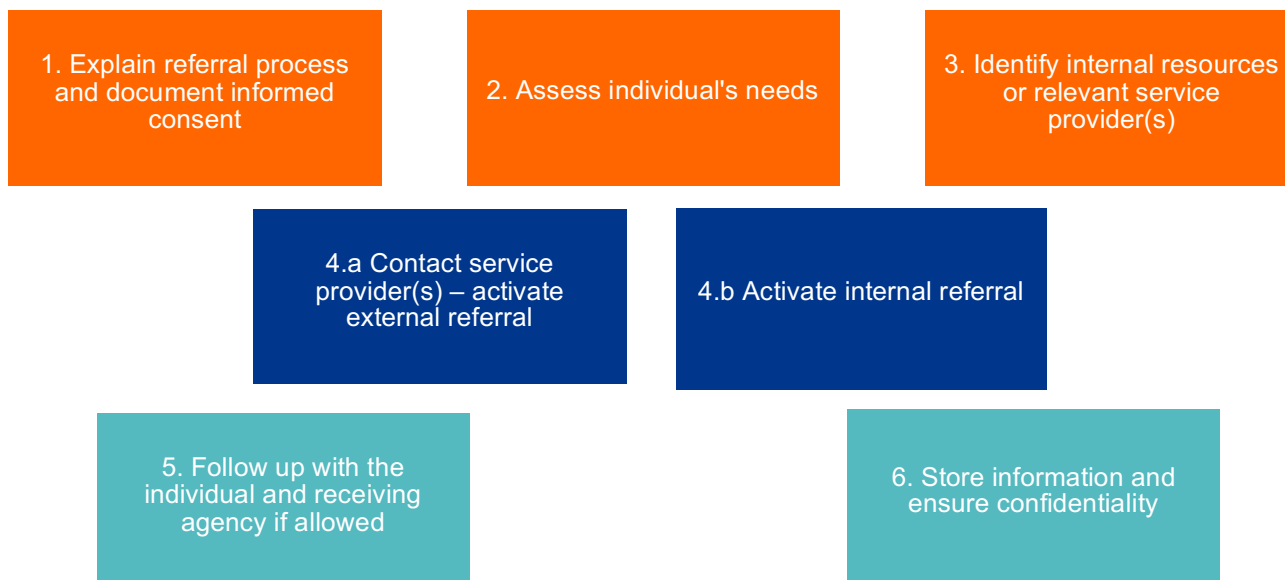 1. Explain referral process
and document informed
consent
2. Assess individual's needs
3. Identify internal resources
or relevant service
provider(s)
4.a Contact service
provider(s) – activate
external referral
4.b Activate internal referral
5. Follow up with the
individual and receiving
agency if allowed
6. Store information and
ensure confidentiality